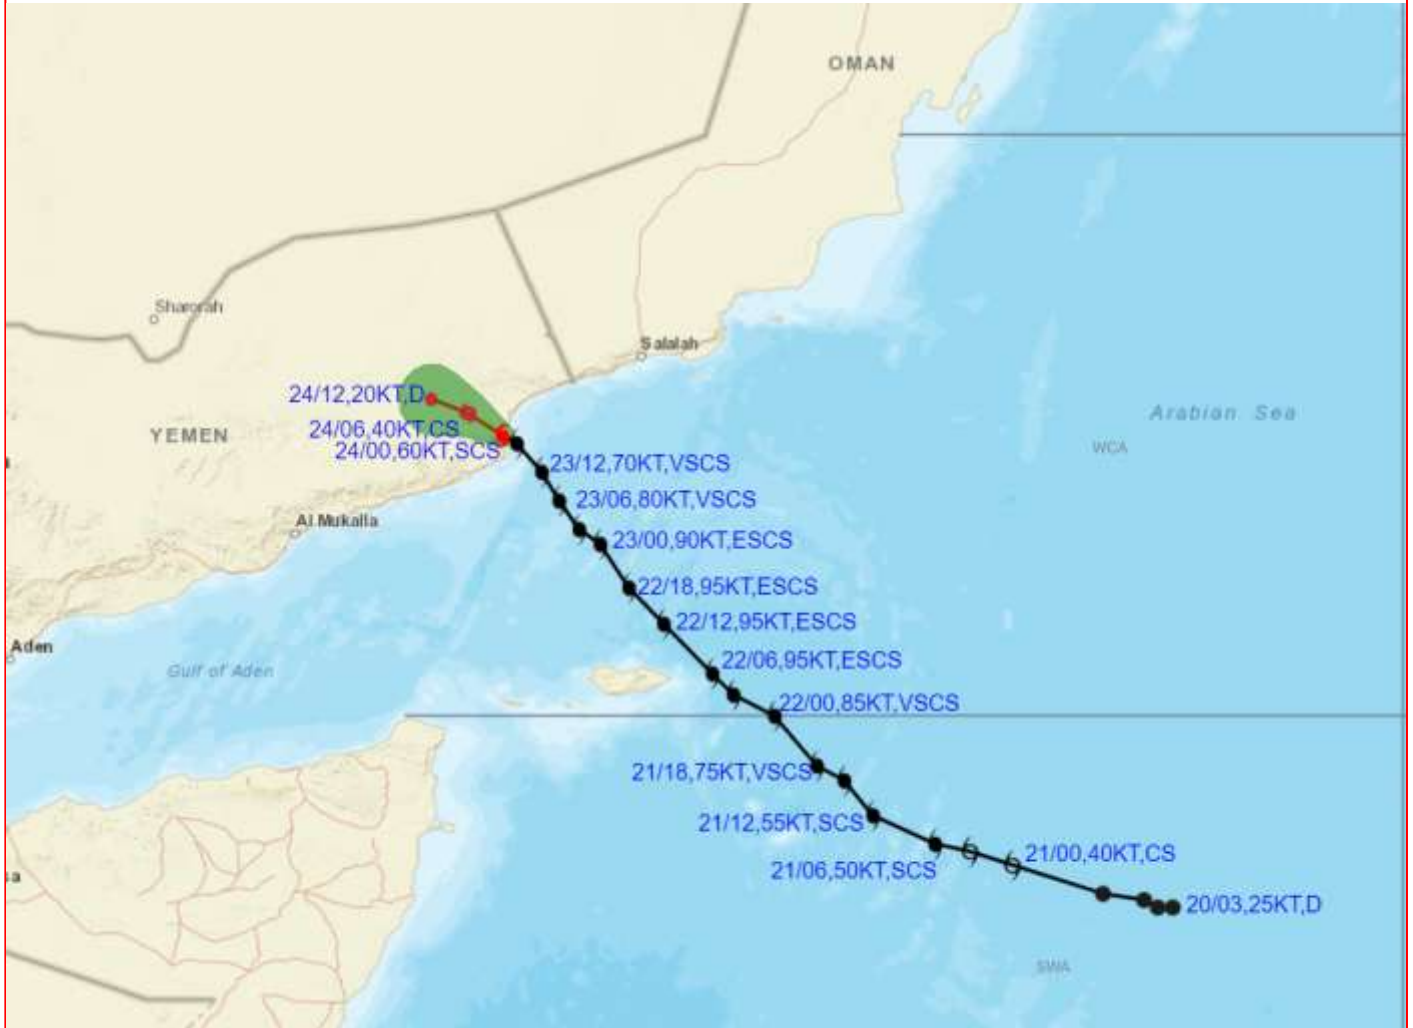 OMAN
Sharorah
Salalah
24/12,20KT,D
Arabian Sea
24/06,40KT,CS
YEMEN
24/00,60KT,SCS
WCA
23/12,70KT,VSCS
23/06,80KT,VSCS
Al Mukalla
23/00,90KT,ESCS
22/18,95KT,ESCS
22/12,95KT,ESCS
Aden
22/06,95KT,ESCS
Gulf of Aden
22/00,85KT,VSCS
21/18,75KT,VSCS
21/12,55KT,SCS
21/00,40KT,CS
21/06,50KT,SCS
20/03,25KT,D
SWA